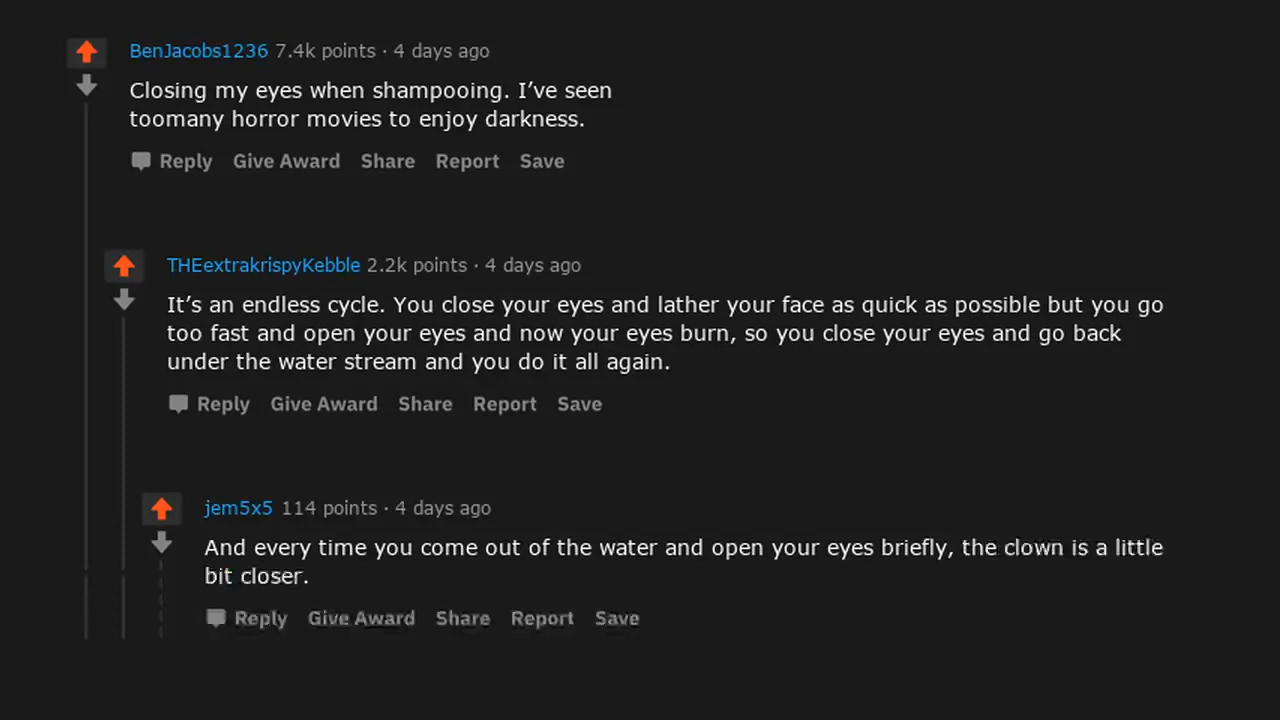 BenJacobs1236 7.4k points · 4 days ago
Closing my eyes when shampooing. I’ve seen
toomany horror movies to enjoy darkness.
Reply Give Award Share Report Save
THEextrakrispyKebble 2.2k points · 4 days ago
It’s an endless cycle. You close your eyes and lather your face as quick as possible but you go
too fast and open your eyes and now your eyes burn, so you close your eyes and go back
under the water stream and you do it all again.
Reply Give Award Share Report Save
jem5x5 114 points · 4 days ago
And every time you come out of the water and open your eyes briefly, the clown is a little
bit closer.
Reply Give Award Share Report Save